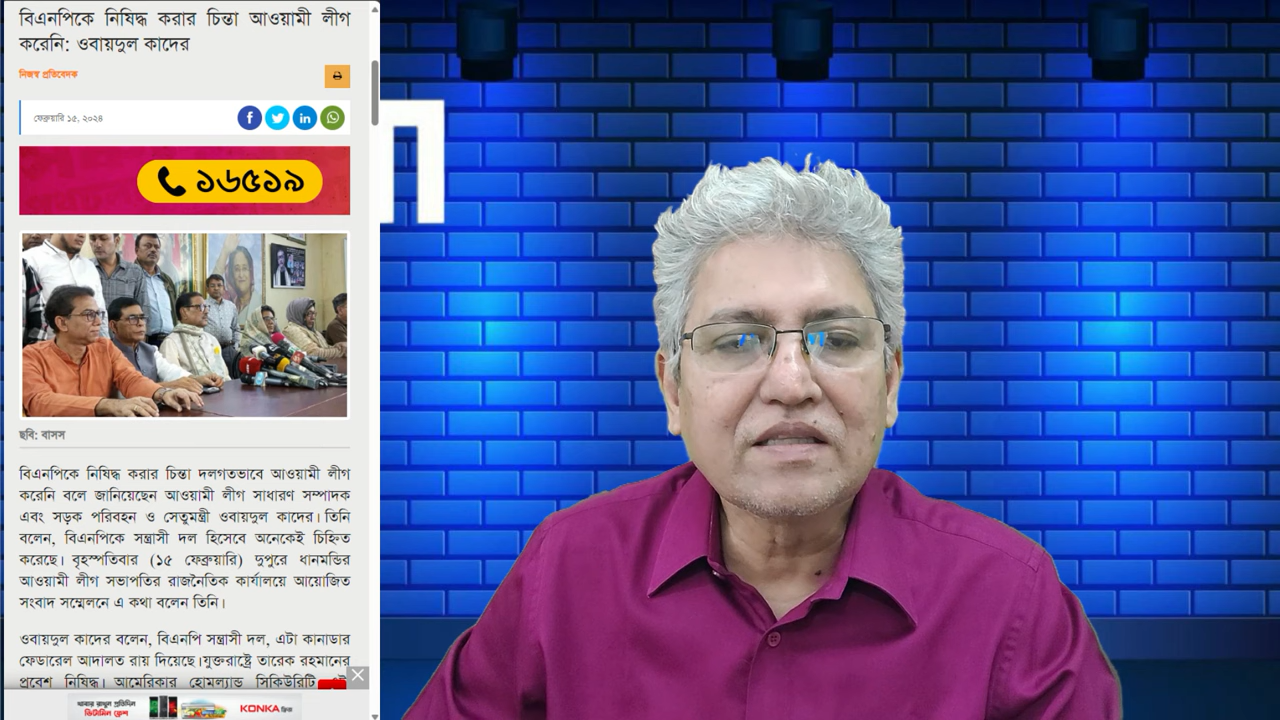 বিএনপিকে নিষিদ্ধ করার চিন্তা আওয়ামী লীগ
করেনি: ওবায়দুল কাদের
নিজস্ব প্রতিবেদক
ফেব্রুয়ারি ১৫, ২০২৪
১৬৫১৯
ছবি: বাসস
বিএনপিকে নিষিদ্ধ করার চিন্তা দলগতভাবে আওয়ামী লীগ
করেনি বলে জানিয়েছেন আওয়ামী লীগ সাধারণ সম্পাদক
এবং সড়ক পরিবহন ও সেতুমন্ত্রী ওবায়দুল কাদের। তিনি
বলেন, বিএনপিকে সন্ত্রাসী দল হিসেবে অনেকেই চিহ্নিত
করেছে। বৃহস্পতিবার (১৫ ফেব্রুয়ারি) দুপুরে ধানমন্ডির
আওয়ামী লীগ সভাপতির রাজনৈতিক কার্যালয়ে আয়োজিত
সংবাদ সম্মেলনে এ কথা বলেন তিনি।
ওবায়দুল কাদের বলেন, বিএনপি সন্ত্রাসী দল, এটা কানাডার
ফেডারেল আদালত রায় দিয়েছে।যুক্তরাষ্ট্রে তারেক রহমানের
প্রবেশ নিষিদ্ধ। আমেরিকার হোমল্যান্ড সিকিউরিটি
খাবার রাখুন প্রতিদিন
ভিটামিন ফ্রেশ
KONKA ফ্রিজ